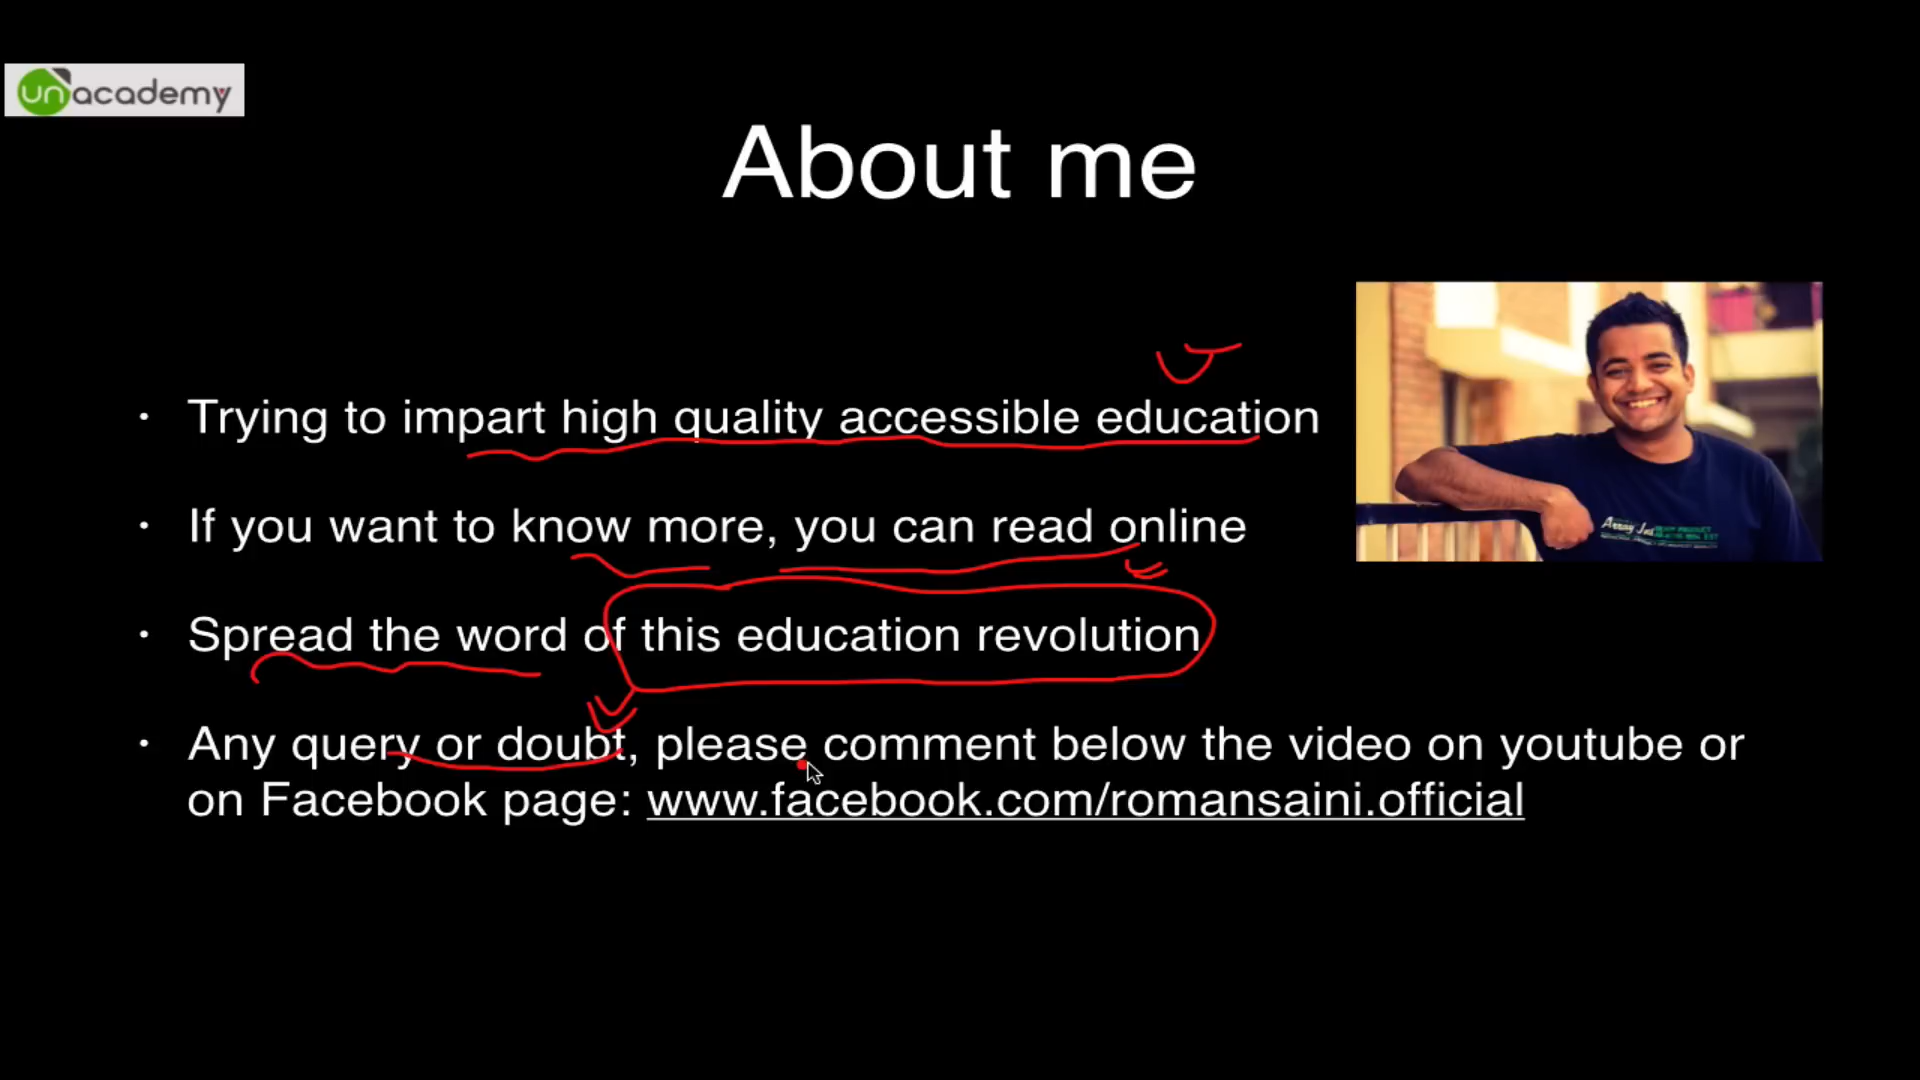 unacademy
About me
• Trying to impart high quality accessible education
• If you want to know more, you can read online
• Spread the word of this education revolution
• Any query or doubt, please comment below the video on youtube or
on Facebook page: www.facebook.com/romansaini.official